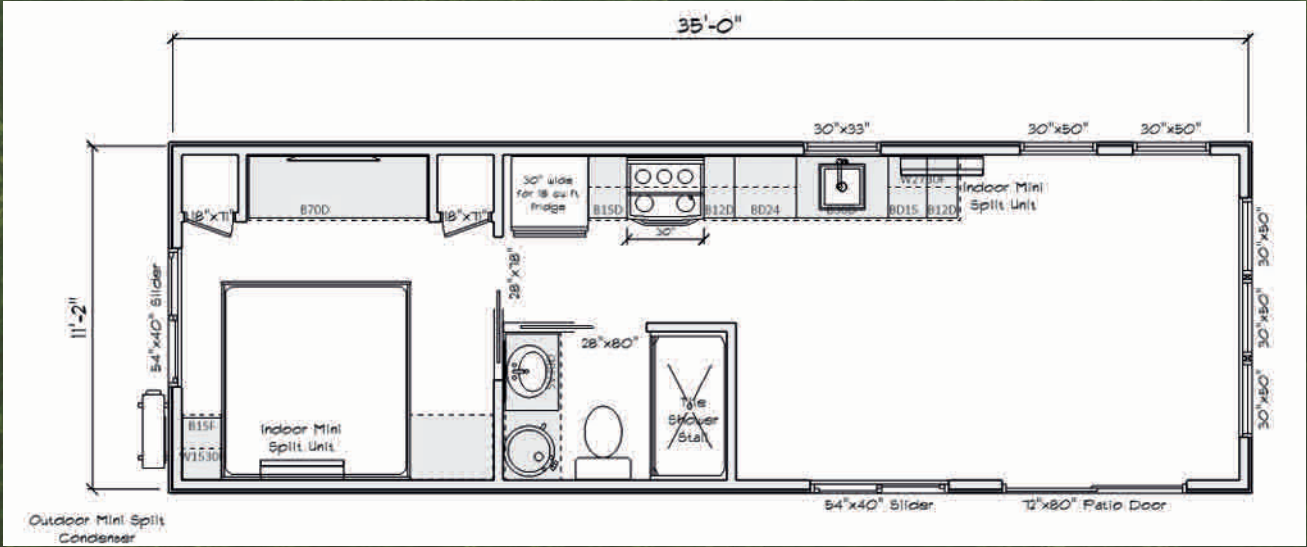 35'-0"
30"x33"
30"x50"
30"x50"
11'-2"
18"x71"
B70D
18"x71"
30" wide
for 18 cu ft
fridge
B15D
30"
B12D
BD24
BD15
B12D
W2730F
Indoor Mini
Split Unit
28"x78"
54"x40" Slider
30"x50"
30"x50"
30"x50"
28"x80"
Tile
Shower
Stall
B15F
W1530
Indoor Mini
Split Unit
54"x40" Slider
72"x80" Patio Door
Outdoor Mini Split
Condenser